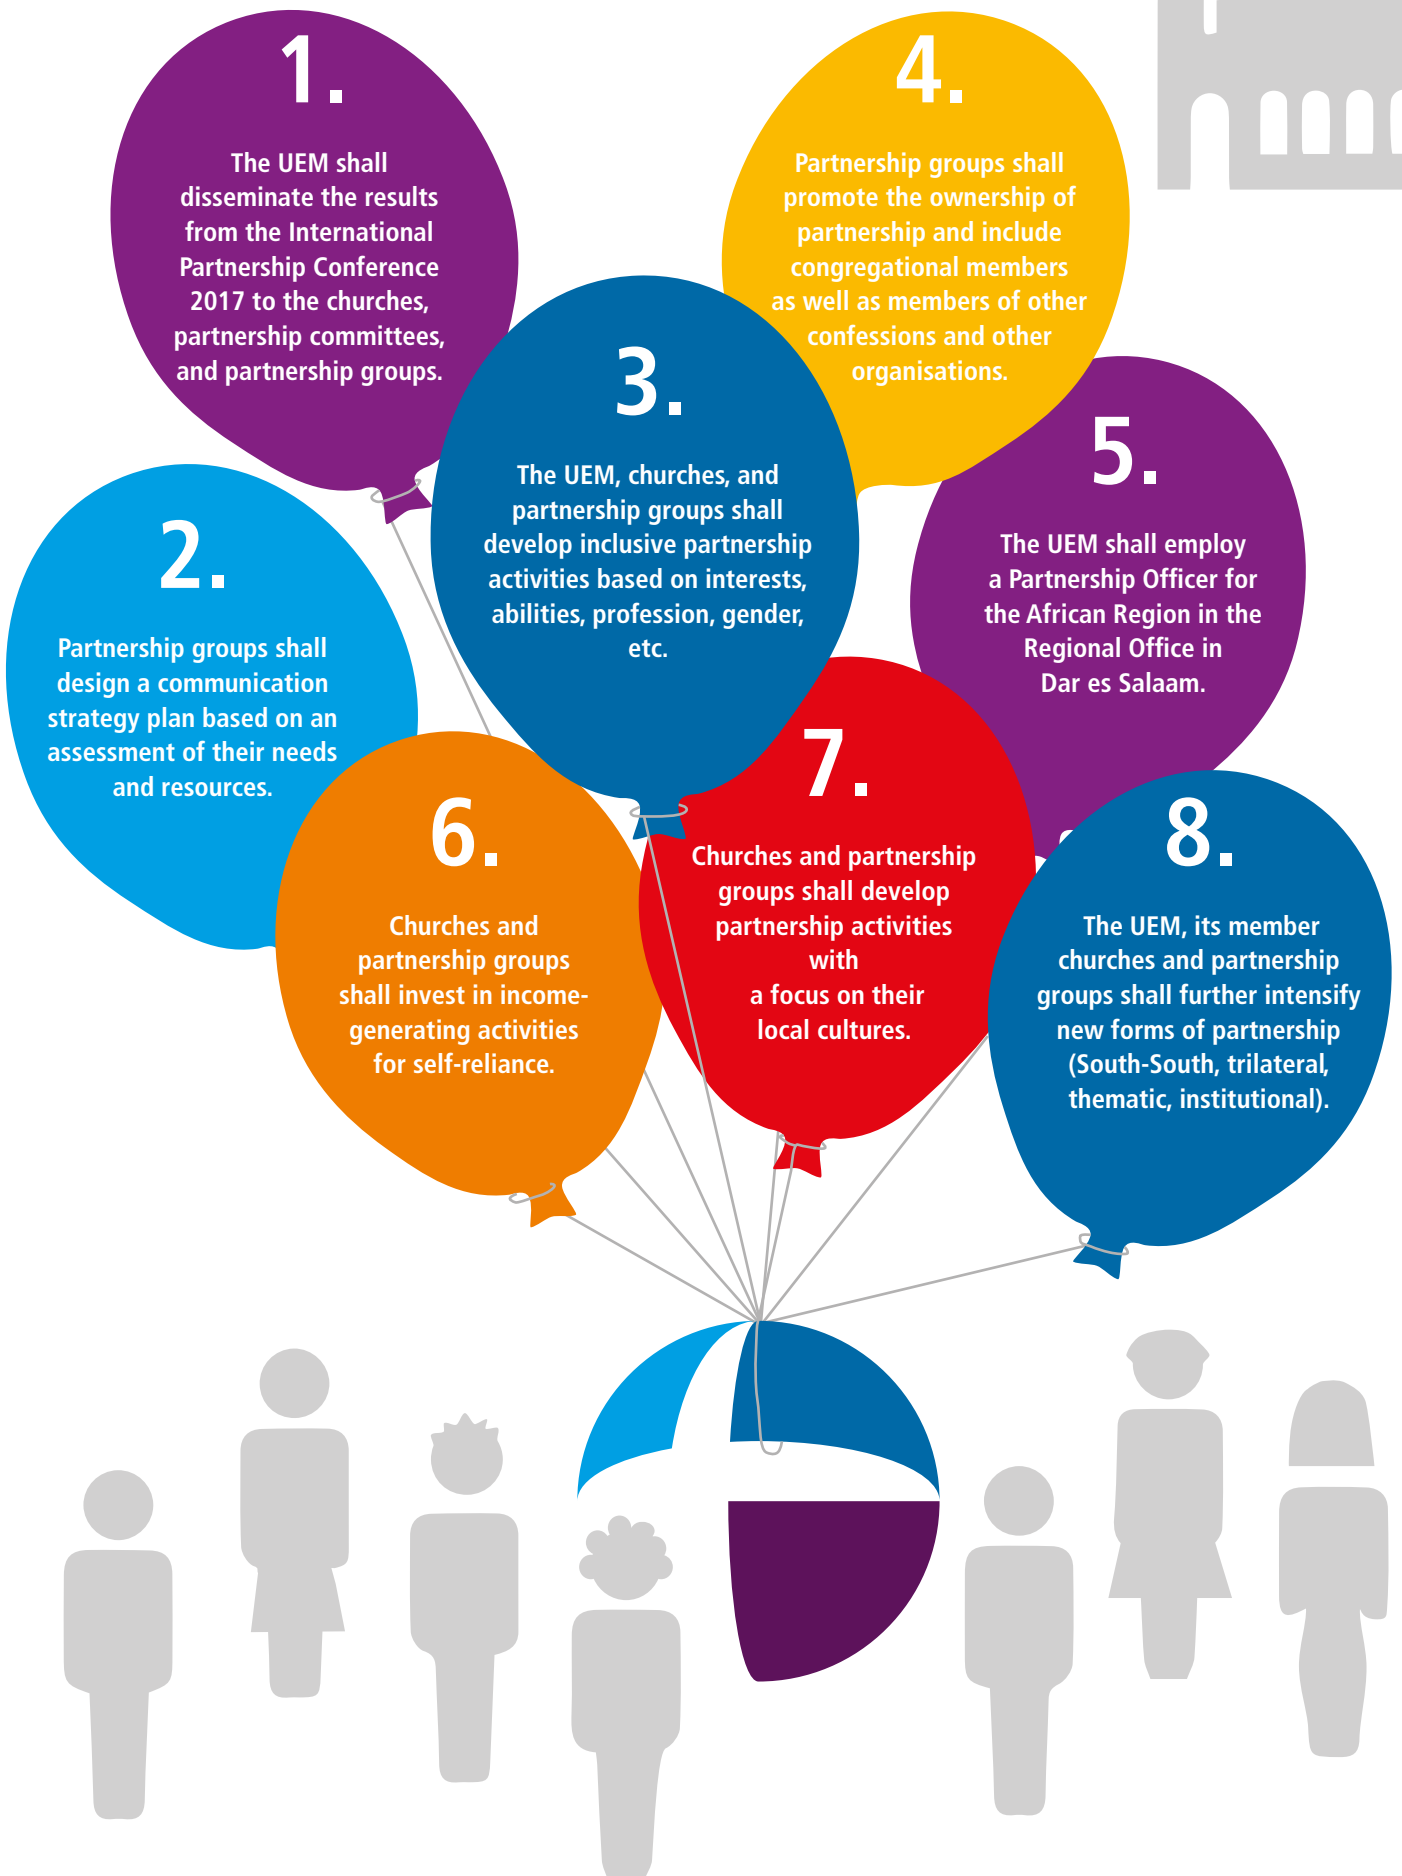 1.
The UEM shall
disseminate the results
from the International
Partnership Conference
2017 to the churches,
partnership committees,
and partnership groups.
2.
Partnership groups shall
design a communication
strategy plan based on an
assessment of their needs
and resources.
3.
The UEM, churches, and
partnership groups shall
develop inclusive partnership
activities based on interests,
abilities, profession, gender,
etc.
4.
Partnership groups shall
promote the ownership of
partnership and include
congregational members
as well as members of other
confessions and other
organisations.
5.
The UEM shall employ
a Partnership Officer for
the African Region in the
Regional Office in
Dar es Salaam.
6.
Churches and
partnership groups
shall invest in income-
generating activities
for self-reliance.
7.
Churches and partnership
groups shall develop
partnership activities
with
a focus on their
local cultures.
8.
The UEM, its member
churches and partnership
groups shall further intensify
new forms of partnership
(South-South, trilateral,
thematic, institutional).